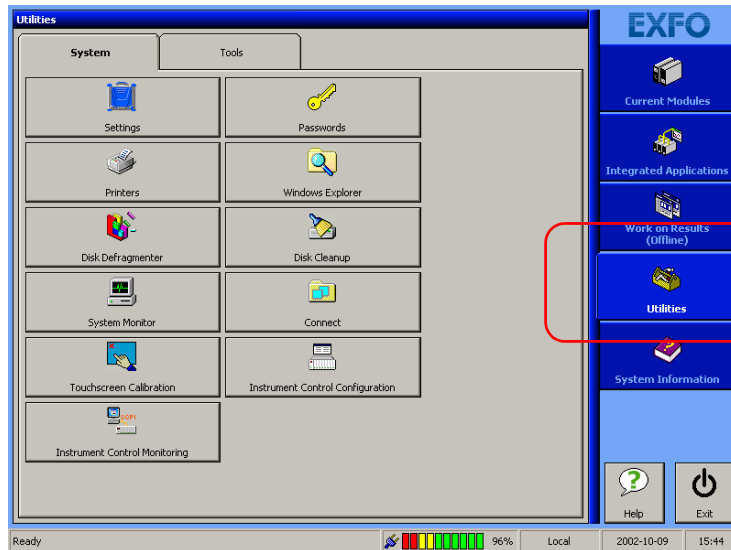 Utilities
EXFO
System
Tools
Settings
Passwords
Printers
Windows Explorer
Disk Defragmenter
Disk Cleanup
System Monitor
Connect
Touchscreen Calibration
Instrument Control Configuration
SCPI
Instrument Control Monitoring
Current Modules
Integrated Applications
Work on Results
(Offline)
Utilities
System Information
Help
Exit
Ready
96%
Local
2002-10-09
15:44